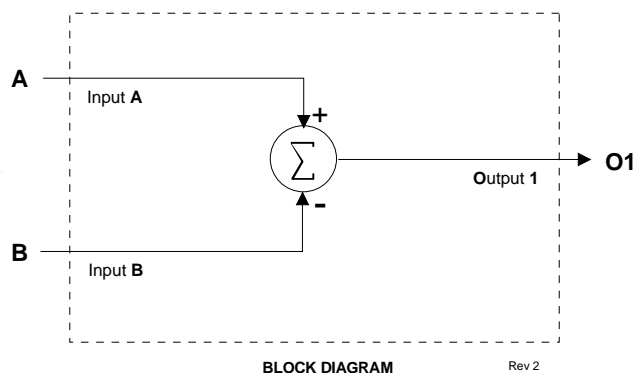 A
Input A
+
Σ
Output 1
O1
-
B
Input B
BLOCK DIAGRAM
Rev 2